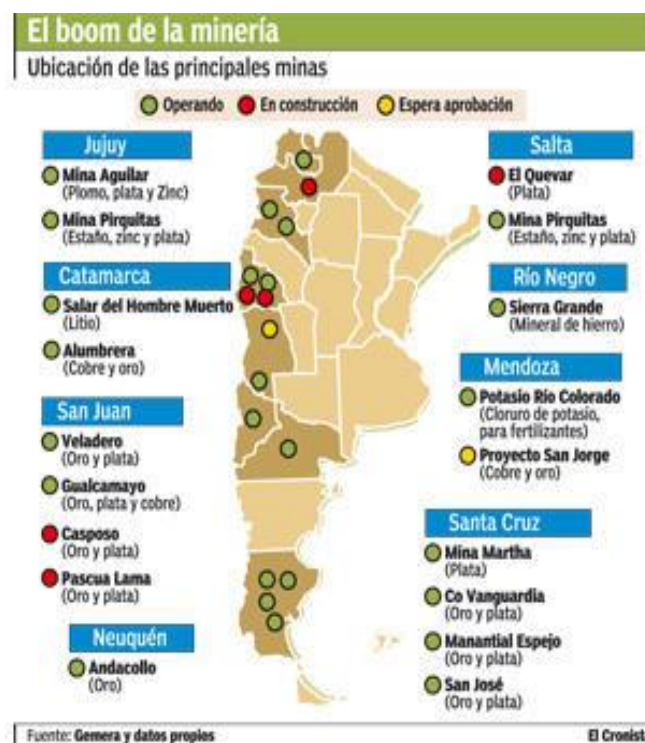 El boom de la minería
Ubicación de las principales minas
Operando En construcción Espera aprobación
Jujuy
Mina Aguilar
(Plomo, plata y Zinc)
Mina Pirquitas
(Estaño, zinc y plata)
Catamarca
Salar del Hombre Muerto
(Litio)
Alumbrera
(Cobre y oro)
San Juan
Veladero
(Oro y plata)
Gualcamayo
(Oro, plata y cobre)
Casposo
(Oro y plata)
Pascua Lama
(Oro y plata)
Neuquén
Andacollo
(Oro)
Salta
El Quevar
(Plata)
Mina Pirquitas
(Estaño, zinc y plata)
Río Negro
Sierra Grande
(Mineral de hierro)
Mendoza
Potasio Río Colorado
(Cloruro de potasio,
para fertilizantes)
Proyecto San Jorge
(Cobre y oro)
Santa Cruz
Mina Martha
(Plata)
Co Vanguardia
(Oro y plata)
Manantial Espejo
(Oro y plata)
San José
(Oro y plata)
Fuente: Gemera y datos propios
El Cronista